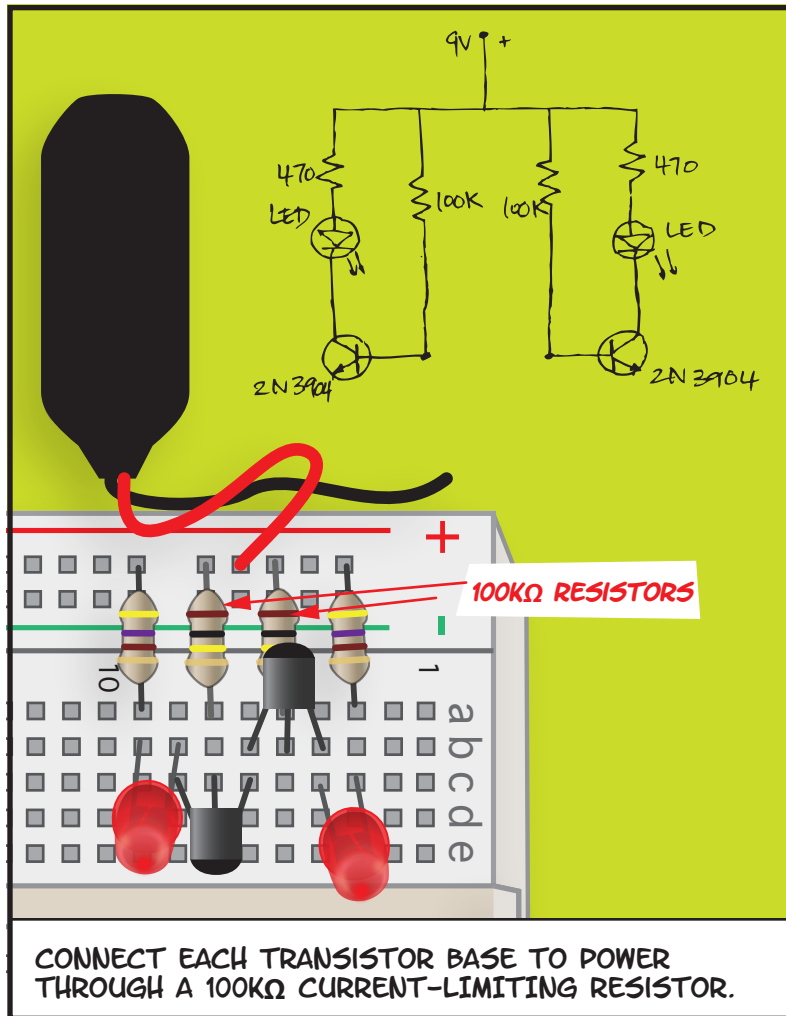 9V +
470
470
100K
100K
LED
LED
2N3904
2N3904
+
100KΩ RESISTORS
-
10
1
a
b
c
d
e
CONNECT EACH TRANSISTOR BASE TO POWER
THROUGH A 100KΩ CURRENT-LIMITING RESISTOR.